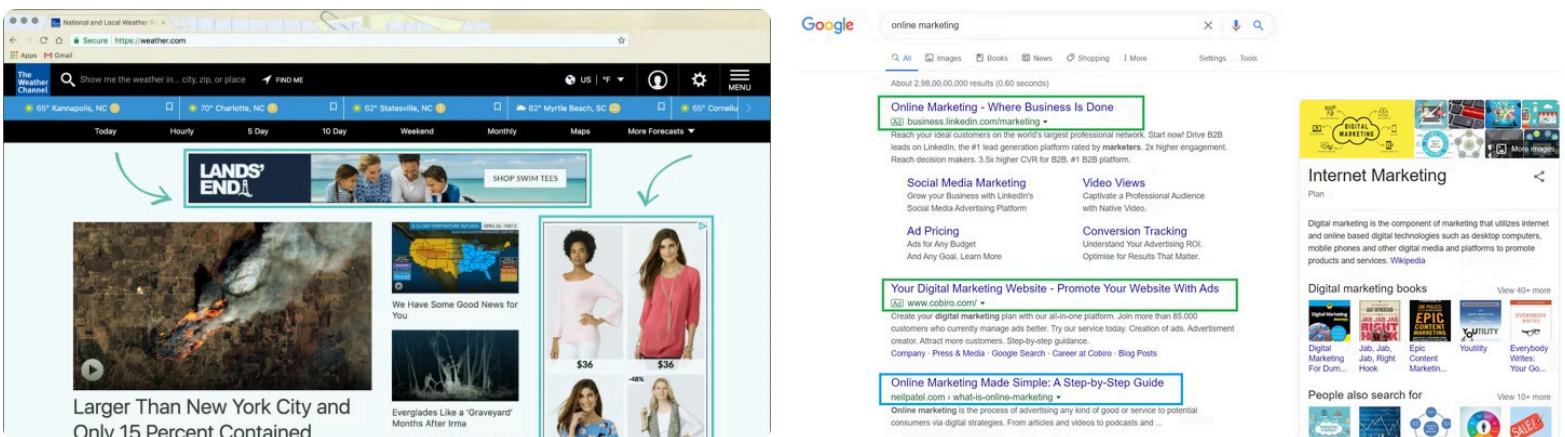 National and Local Weather
Secure https://weather.com
Apps Gmail
The Weather Channel
Show me the weather in... city, zip, or place
FIND ME
US | °F
MENU
65° Kannapolis, NC
70° Charlotte, NC
62° Statesville, NC
82° Myrtle Beach, SC
65° Corneliu
Today Hourly 5 Day 10 Day Weekend Monthly Maps More Forecasts
LANDS'
END
SHOP SWIM TEES
We Have Some Good News for
You
Everglades Like a 'Graveyard'
Months After Irma
Larger Than New York City and
Only 15 Percent Contained
$36
$36
-48%
Google
online marketing
All Images Books News Shopping More Settings Tools
About 2,98,00,00,000 results (0.60 seconds)
Online Marketing - Where Business Is Done
Ad business.linkedin.com/marketing
Reach your ideal customers on the world's largest professional network. Start now! Drive B2B
leads on LinkedIn, the #1 lead generation platform rated by marketers. 2x higher engagement.
Reach decision makers. 3.5x higher CVR for B2B. #1 B2B platform.
Social Media Marketing
Grow your Business with LinkedIn's
Social Media Advertising Platform
Video Views
Captivate a Professional Audience
with Native Video.
Ad Pricing
Ads for Any Budget
And Any Goal. Learn More
Conversion Tracking
Understand Your Advertising ROI.
Optimise for Results That Matter.
Your Digital Marketing Website - Promote Your Website With Ads
Ad www.cobiro.com/
Create your digital marketing plan with our all-in-one platform. Join more than 85.000
customers who currently manage ads better. Try our service today. Creation of ads. Advertisment
creator. Attract more customers. Step-by-step guidance.
Company · Press & Media · Google Search · Career at Cobiro · Blog Posts
Online Marketing Made Simple: A Step-by-Step Guide
neilpatel.com › what-is-online-marketing
Online marketing is the process of advertising any kind of good or service to potential
consumers via digital strategies. From articles and videos to podcasts and ...
DIGITAL
MARKETING
More images
Internet Marketing
Plan
Digital marketing is the component of marketing that utilizes internet
and online based digital technologies such as desktop computers,
mobile phones and other digital media and platforms to promote
products and services. Wikipedia
Digital marketing books
View 40+ more
Digital Marketing
JAB JAB JAB
RIGHT
HOOK
EPIC
CONTENT
MARKETING
YOUTILITY
EVERYBODY
WRITES
Digital
Marketing
For Dum...
Jab, Jab,
Jab, Right
Hook
Epic
Content
Marketin...
Youtility
Everybody
Writes:
Your Go...
People also search for
View 10+ more
SALE!